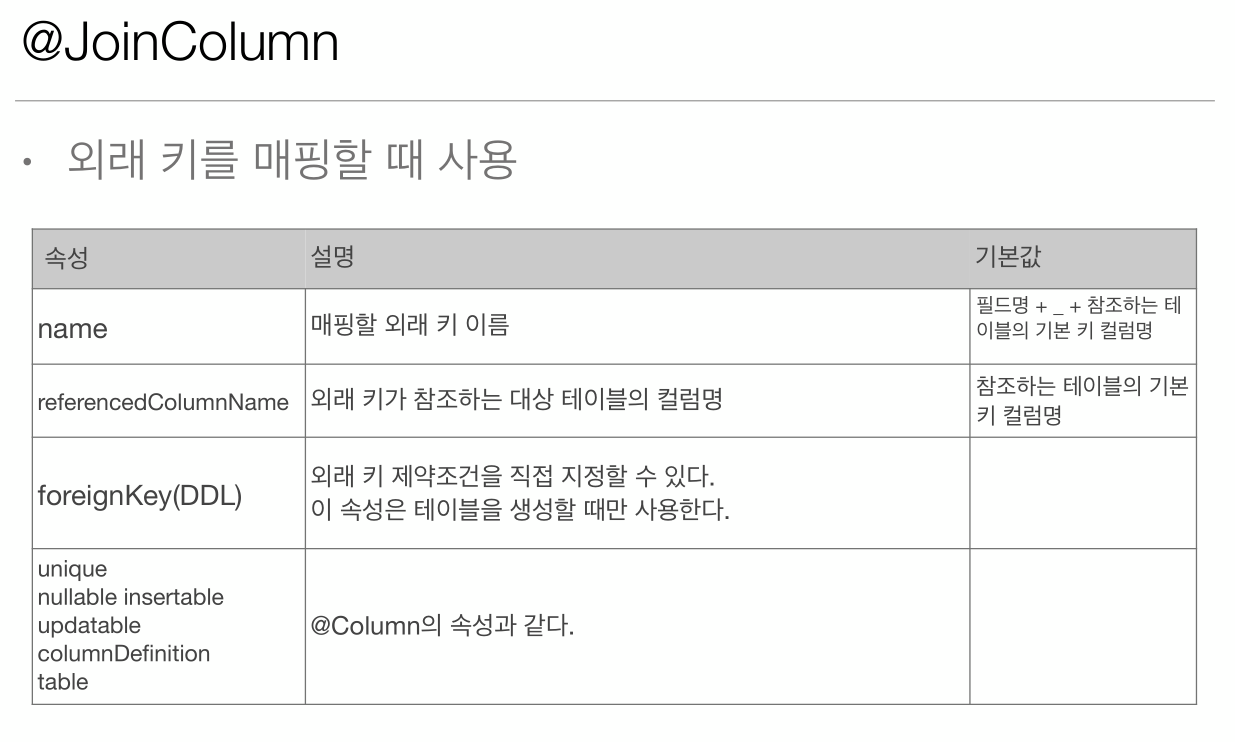 @JoinColumn
• 외래 키를 매핑할 때 사용
속성 설명 기본값
name 매핑할 외래 키 이름 필드명 + _ + 참조하는 테
이블의 기본 키 컬럼명
referencedColumnName 외래 키가 참조하는 대상 테이블의 컬럼명 참조하는 테이블의 기본
키 컬럼명
foreignKey(DDL) 외래 키 제약조건을 직접 지정할 수 있다.
이 속성은 테이블을 생성할 때만 사용한다.
unique
nullable insertable
updatable
columnDefinition
table
@Column의 속성과 같다.